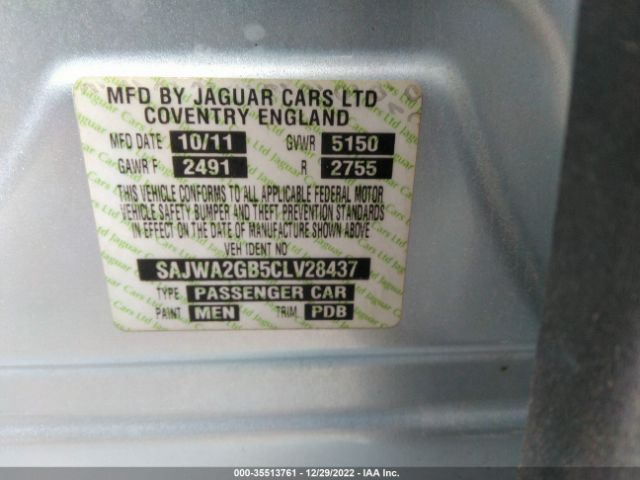 MFD BY JAGUAR CARS LTD
COVENTRY ENGLAND
MFD DATE 10/11 GVWR 5150
GAWR F 2491 R 2755
THIS VEHICLE CONFORMS TO ALL APPLICABLE FEDERAL MOTOR
VEHICLE SAFETY BUMPER AND THEFT PREVENTION STANDARDS
IN EFFECT ON THE DATE OF MANUFACTURE SHOWN ABOVE
VEH IDENT NO
SAJWA2GB5CLV28437
TYPE PASSENGER CAR
PAINT MEN TRIM PDB
000-35513761 - 12/29/2022 - IAA Inc.